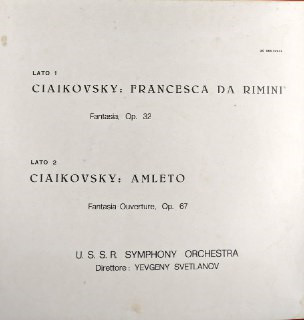 LATO 1
CIAIKOVSKY: FRANCESCA DA RIMINI
Fantasia, Op. 32
LATO 2
CIAIKOVSKY: AMLETO
Fantasia Ouverture, Op. 67
U. S. S. R. SYMPHONY ORCHESTRA
Direttore: YEVGENY SVETLANOV